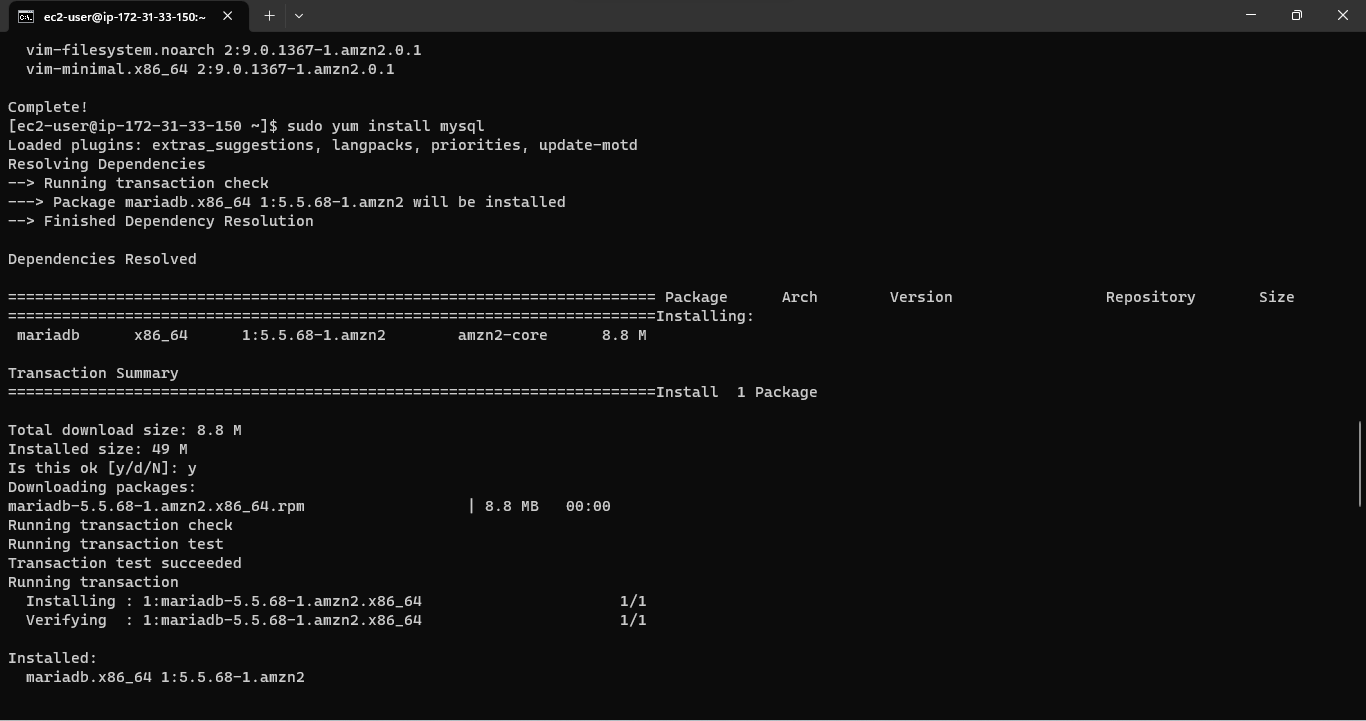 ec2-user@ip-172-31-33-150:~
vim-filesystem.noarch 2:9.0.1367-1.amzn2.0.1
vim-minimal.x86_64 2:9.0.1367-1.amzn2.0.1
Complete!
[ec2-user@ip-172-31-33-150 ~]$ sudo yum install mysql
Loaded plugins: extras_suggestions, langpacks, priorities, update-motd
Resolving Dependencies
--> Running transaction check
---> Package mariadb.x86_64 1:5.5.68-1.amzn2 will be installed
--> Finished Dependency Resolution
Dependencies Resolved
======================================================================== Package Arch Version Repository Size
========================================================================Installing:
mariadb x86_64 1:5.5.68-1.amzn2 amzn2-core 8.8 M
Transaction Summary
========================================================================Install 1 Package
Total download size: 8.8 M
Installed size: 49 M
Is this ok [y/d/N]: y
Downloading packages:
mariadb-5.5.68-1.amzn2.x86_64.rpm | 8.8 MB 00:00
Running transaction check
Running transaction test
Transaction test succeeded
Running transaction
Installing : 1:mariadb-5.5.68-1.amzn2.x86_64 1/1
Verifying : 1:mariadb-5.5.68-1.amzn2.x86_64 1/1
Installed:
mariadb.x86_64 1:5.5.68-1.amzn2